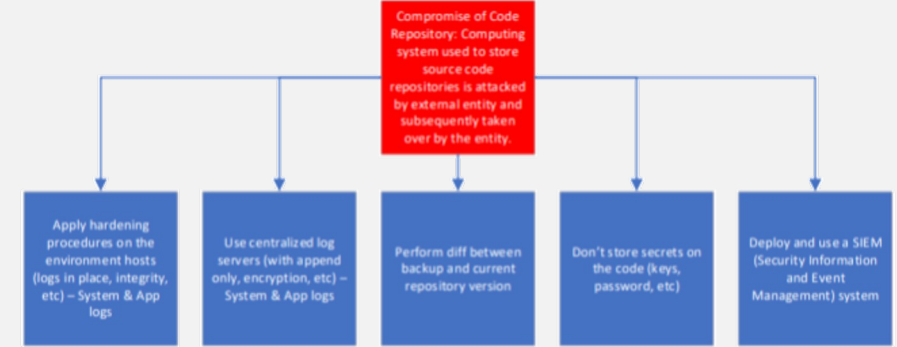 Compromise of Code
Repository: Computing
system used to store
source code
repositories is attacked
by external entity and
subsequently taken
over by the entity.
Apply hardening
procedures on the
environment hosts
(logs in place, integrity,
etc) – System & App
logs
Use centralized log
servers (with append
only, encryption, etc) –
System & App logs
Perform diff between
backup and current
repository version
Don't store secrets on
the code (keys,
password, etc)
Deploy and use a SIEM
(Security Information
and Event
Management) system